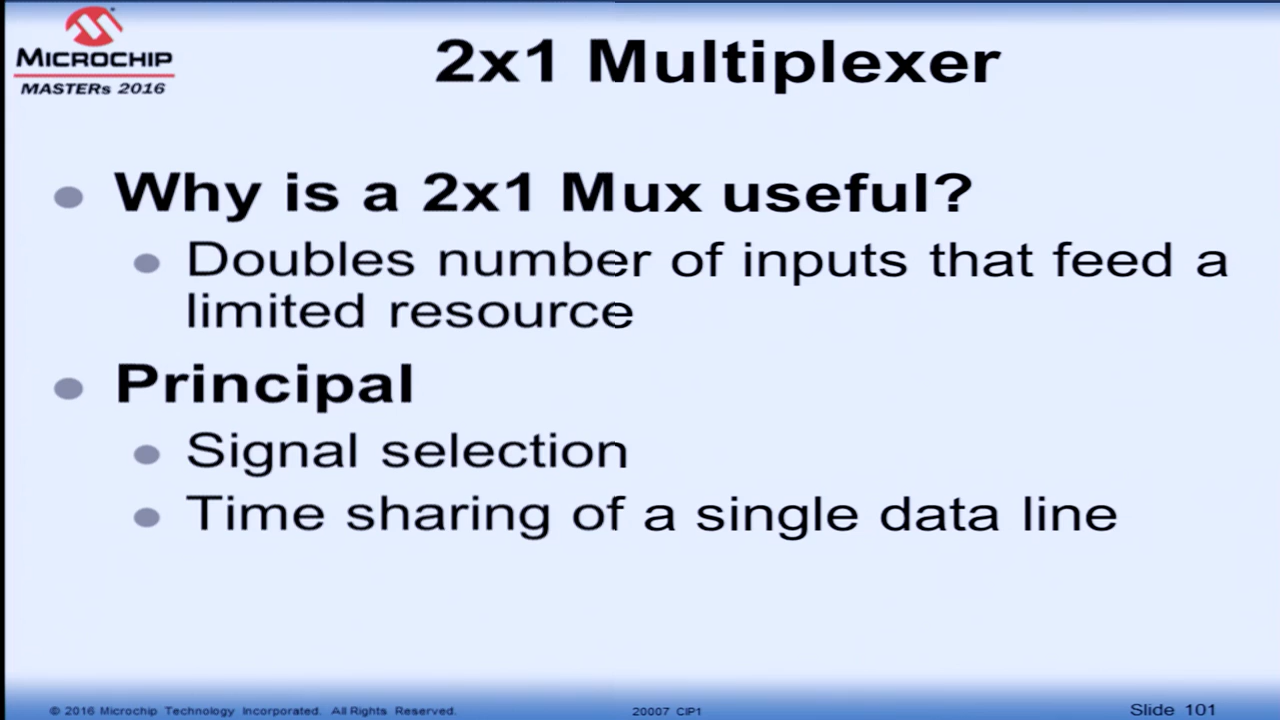 MICROCHIP
MASTERs 2016
2x1 Multiplexer
Why is a 2x1 Mux useful?
Doubles number of inputs that feed a
limited resource
Principal
Signal selection
Time sharing of a single data line
© 2016 Microchip Technology Incorporated. All Rights Reserved.
20007 CIP1
Slide 101